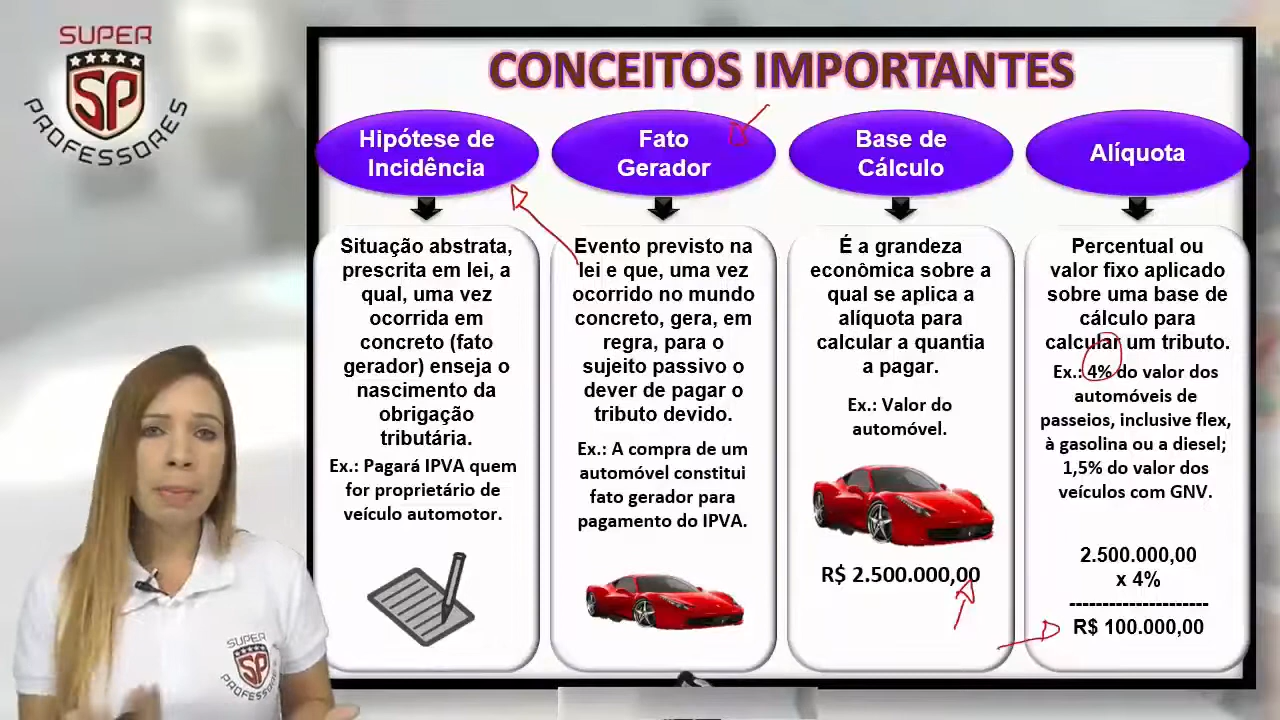 SUPER
SP
PROFESSORES
CONCEITOS IMPORTANTES
Hipótese de
Incidência
Situação abstrata,
prescrita em lei, a
qual, uma vez
ocorrida em
concreto (fato
gerador) enseja o
nascimento da
obrigação
tributária.
Ex.: Pagará IPVA quem
for proprietário de
veículo automotor.
Fato
Gerador
Evento previsto na
lei e que, uma vez
ocorrido no mundo
concreto, gera, em
regra, para o
sujeito passivo o
dever de pagar o
tributo devido.
Ex.: A compra de um
automóvel constitui
fato gerador para
pagamento do IPVA.
Base de
Cálculo
É a grandeza
econômica sobre a
qual se aplica a
alíquota para
calcular a quantia
a pagar.
Ex.: Valor do
automóvel.
R$ 2.500.000,00
Alíquota
Percentual ou
valor fixo aplicado
sobre uma base de
cálculo para
calcular um tributo.
Ex.: 4% do valor dos
automóveis de
passeios, inclusive flex,
à gasolina ou a diesel;
1,5% do valor dos
veículos com GNV.
2.500.000,00
x 4%
---------------------
R$ 100.000,00
SUPER
SP
PROFESSORES